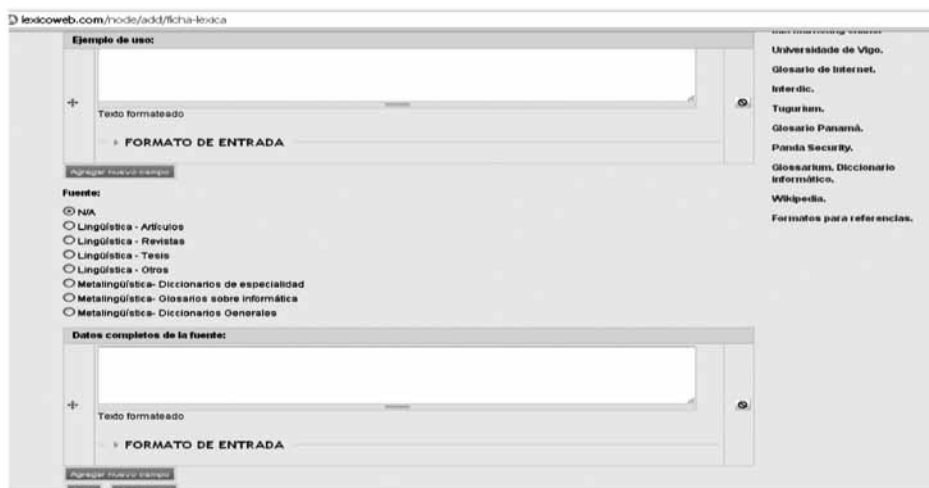 lexicoweb.com/node/add/ficha-lexica
Ejemplo de uso:
Texto formateado
FORMATO DE ENTRADA
Agregar nuevo campo
Fuente:
N/A
Lingüística - Artículos
Lingüística - Revistas
Lingüística - Tesis
Lingüística - Otros
Metalingüística- Diccionarios de especialidad
Metalingüística- Glosarios sobre informática
Metalingüística- Diccionarios Generales
Datos completos de la fuente:
Texto formateado
FORMATO DE ENTRADA
Agregar nuevo campo
Universidade de Vigo.
Glosario de Internet.
Interdic.
Tugurium.
Glosario Panamá.
Panda Security.
Glossarium. Diccionario
informático.
Wikipedia.
Formatos para referencias.